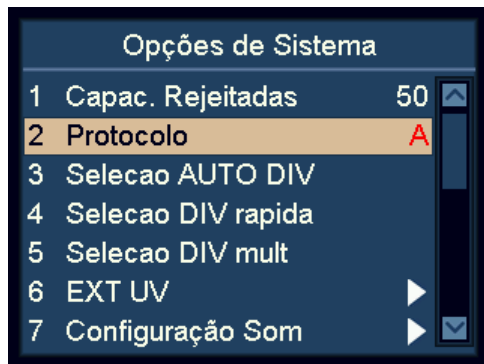 Opções de Sistema
1 Capac. Rejeitadas 50
2 Protocolo A
3 Selecao AUTO DIV
4 Selecao DIV rapida
5 Selecao DIV mult
6 EXT UV
7 Configuração Som